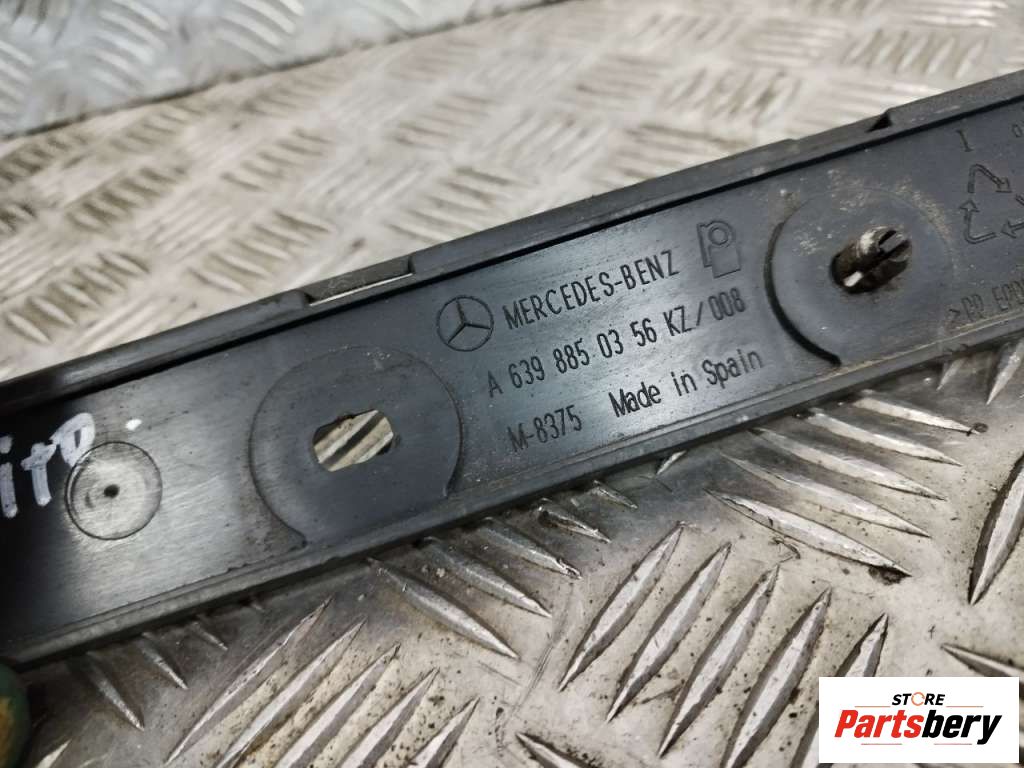 MERCEDES-BENZ
A 639 885 03 56 KZ/008
M-8375 Made in Spain
STORE
Partsbery